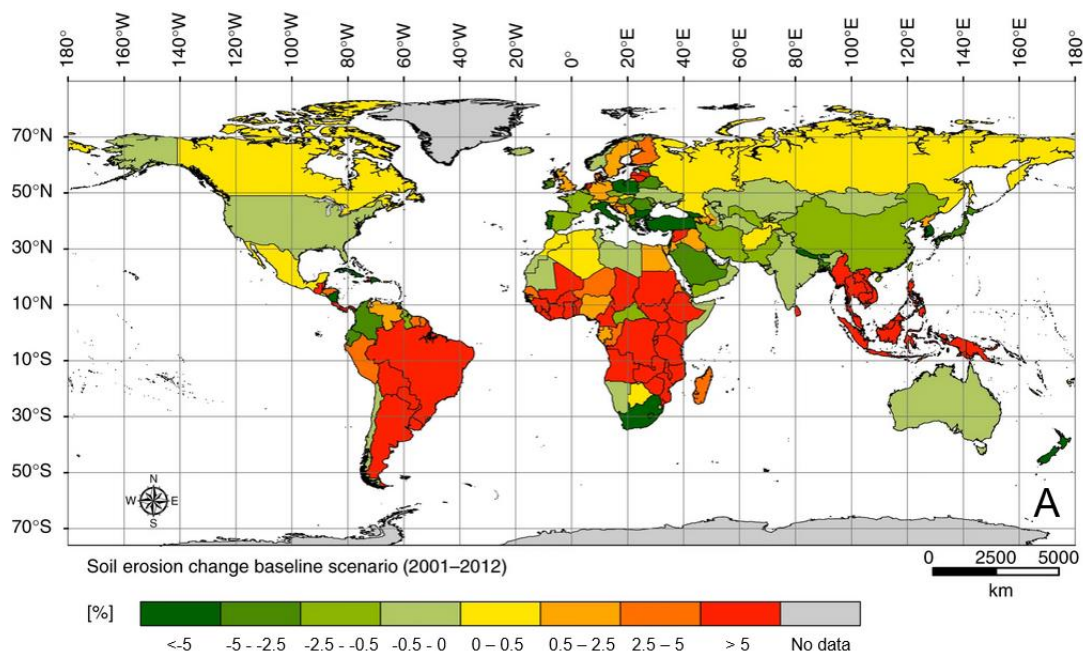 180° 160°W 140°W 120°W 100°W 80°W 60°W 40°W 20°W 0° 20°E 40°E 60°E 80°E 100°E 120°E 140°E 160°E 180°
70°N
50°N
30°N
10°N
10°S
30°S
50°S
70°S
N
W E
S
A
Soil erosion change baseline scenario (2001–2012)
0 2500 5000
km
[%]
<-5 -5 - -2.5 -2.5 - -0.5 -0.5 - 0 0 – 0.5 0.5 – 2.5 2.5 – 5 > 5 No data